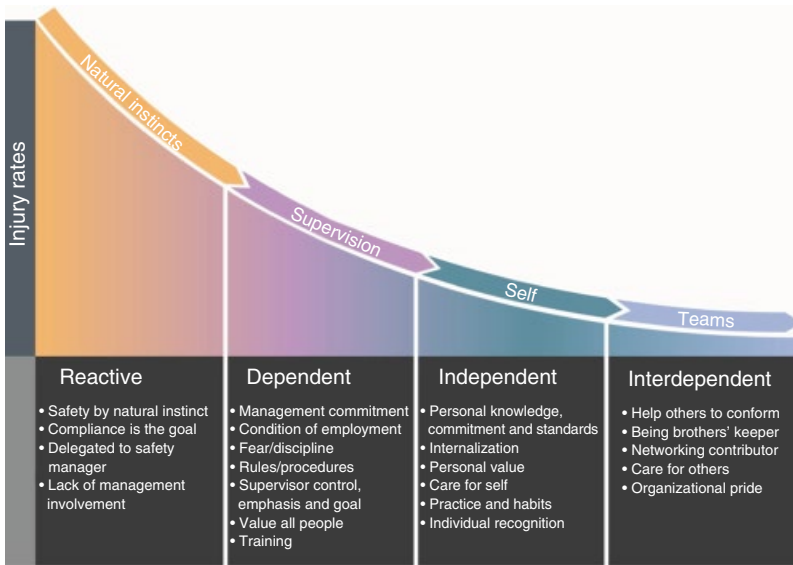 Injury rates
Natural instincts
Supervision
Self
Teams
Reactive
• Safety by natural instinct
• Compliance is the goal
• Delegated to safety
manager
• Lack of management
involvement
Dependent
• Management commitment
• Condition of employment
• Fear/discipline
• Rules/procedures
• Supervisor control,
emphasis and goal
• Value all people
• Training
Independent
• Personal knowledge,
commitment and standards
• Internalization
• Personal value
• Care for self
• Practice and habits
• Individual recognition
Interdependent
• Help others to conform
• Being brothers' keeper
• Networking contributor
• Care for others
• Organizational pride